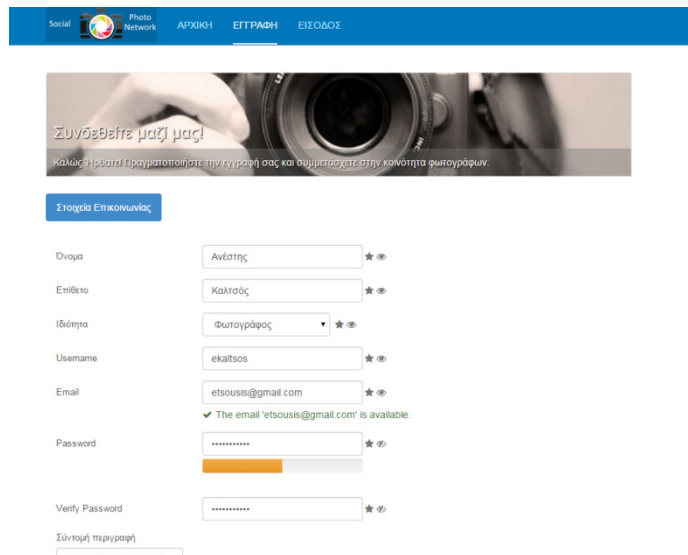 Social Photo Network ΑΡΧΙΚΗ ΕΓΓΡΑΦΗ ΕΙΣΟΔΟΣ
Συνδεθείτε μαζί μας!
Καλώς Ήρθατε! Πραγματοποιήστε την εγγραφή σας και συμμετάσχετε στην κοινότητα φωτογράφων.
Στοιχεία Επικοινωνίας
Όνομα Ανέστης
Επίθετο Καλτσός
Ιδιότητα Φωτογράφος
Username ekaltsos
Email etsousis@gmail.com
The email 'etsousis@gmail.com' is available.
Password •••••••••••
Verify Password •••••••••••
Σύντομή περιγραφή